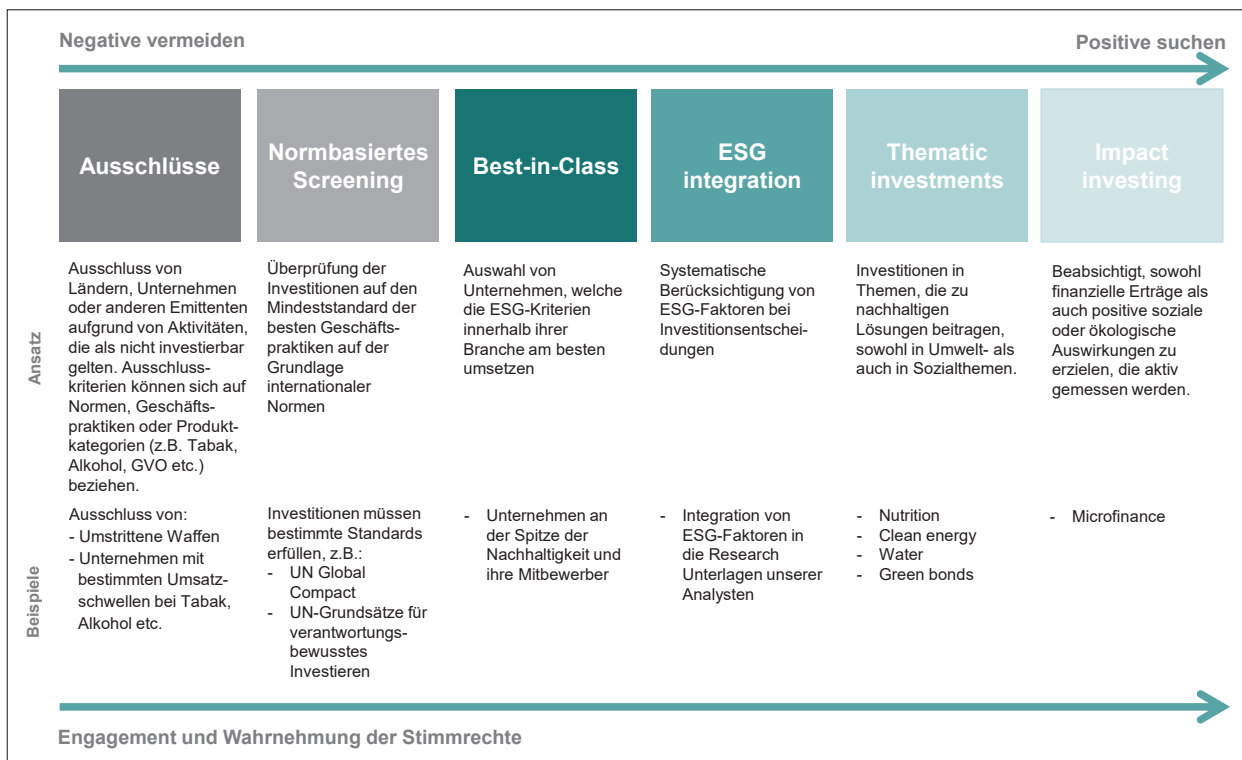 Negative vermeiden
Positive suchen
Ausschlüsse
Normbasiertes
Screening
Best-in-Class
ESG
integration
Thematic
investments
Impact
investing
Ansatz
Ausschluss von
Ländern, Unternehmen
oder anderen Emittenten
aufgrund von Aktivitäten,
die als nicht investierbar
gelten. Ausschluss-
kriterien können sich auf
Normen, Geschäfts-
praktiken oder Produkt-
kategorien (z.B. Tabak,
Alkohol, GVO etc.)
beziehen.
Überprüfung der
Investitionen auf den
Mindeststandard der
besten Geschäfts-
praktiken auf der
Grundlage
internationaler
Normen
Auswahl von
Unternehmen, welche
die ESG-Kriterien
innerhalb ihrer
Branche am besten
umsetzen
Systematische
Berücksichtigung von
ESG-Faktoren bei
Investitionsentschei-
dungen
Investitionen in
Themen, die zu
nachhaltigen
Lösungen beitragen,
sowohl in Umwelt- als
auch in Sozialthemen.
Beabsichtigt, sowohl
finanzielle Erträge als
auch positive soziale
oder ökologische
Auswirkungen zu
erzielen, die aktiv
gemessen werden.
Beispiele
Ausschluss von:
- Umstrittene Waffen
- Unternehmen mit
bestimmten Umsatz-
schwellen bei Tabak,
Alkohol etc.
Investitionen müssen
bestimmte Standards
erfüllen, z.B.:
- UN Global
Compact
- UN-Grundsätze für
verantwortungs-
bewusstes
Investieren
- Unternehmen an
der Spitze der
Nachhaltigkeit und
ihre Mitbewerber
- Integration von
ESG-Faktoren in
die Research
Unterlagen unserer
Analysten
- Nutrition
- Clean energy
- Water
- Green bonds
- Microfinance
Engagement und Wahrnehmung der Stimmrechte